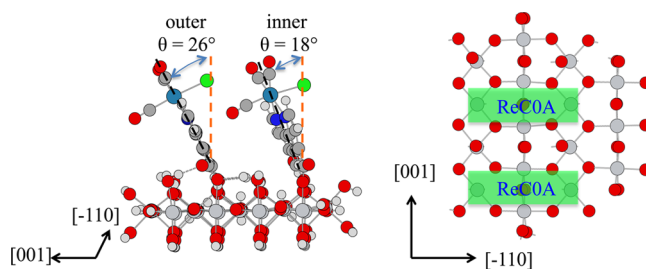 outer
θ = 26°
inner
θ = 18°
[-110]
[001]
ReC0A
ReC0A
[001]
[-110]